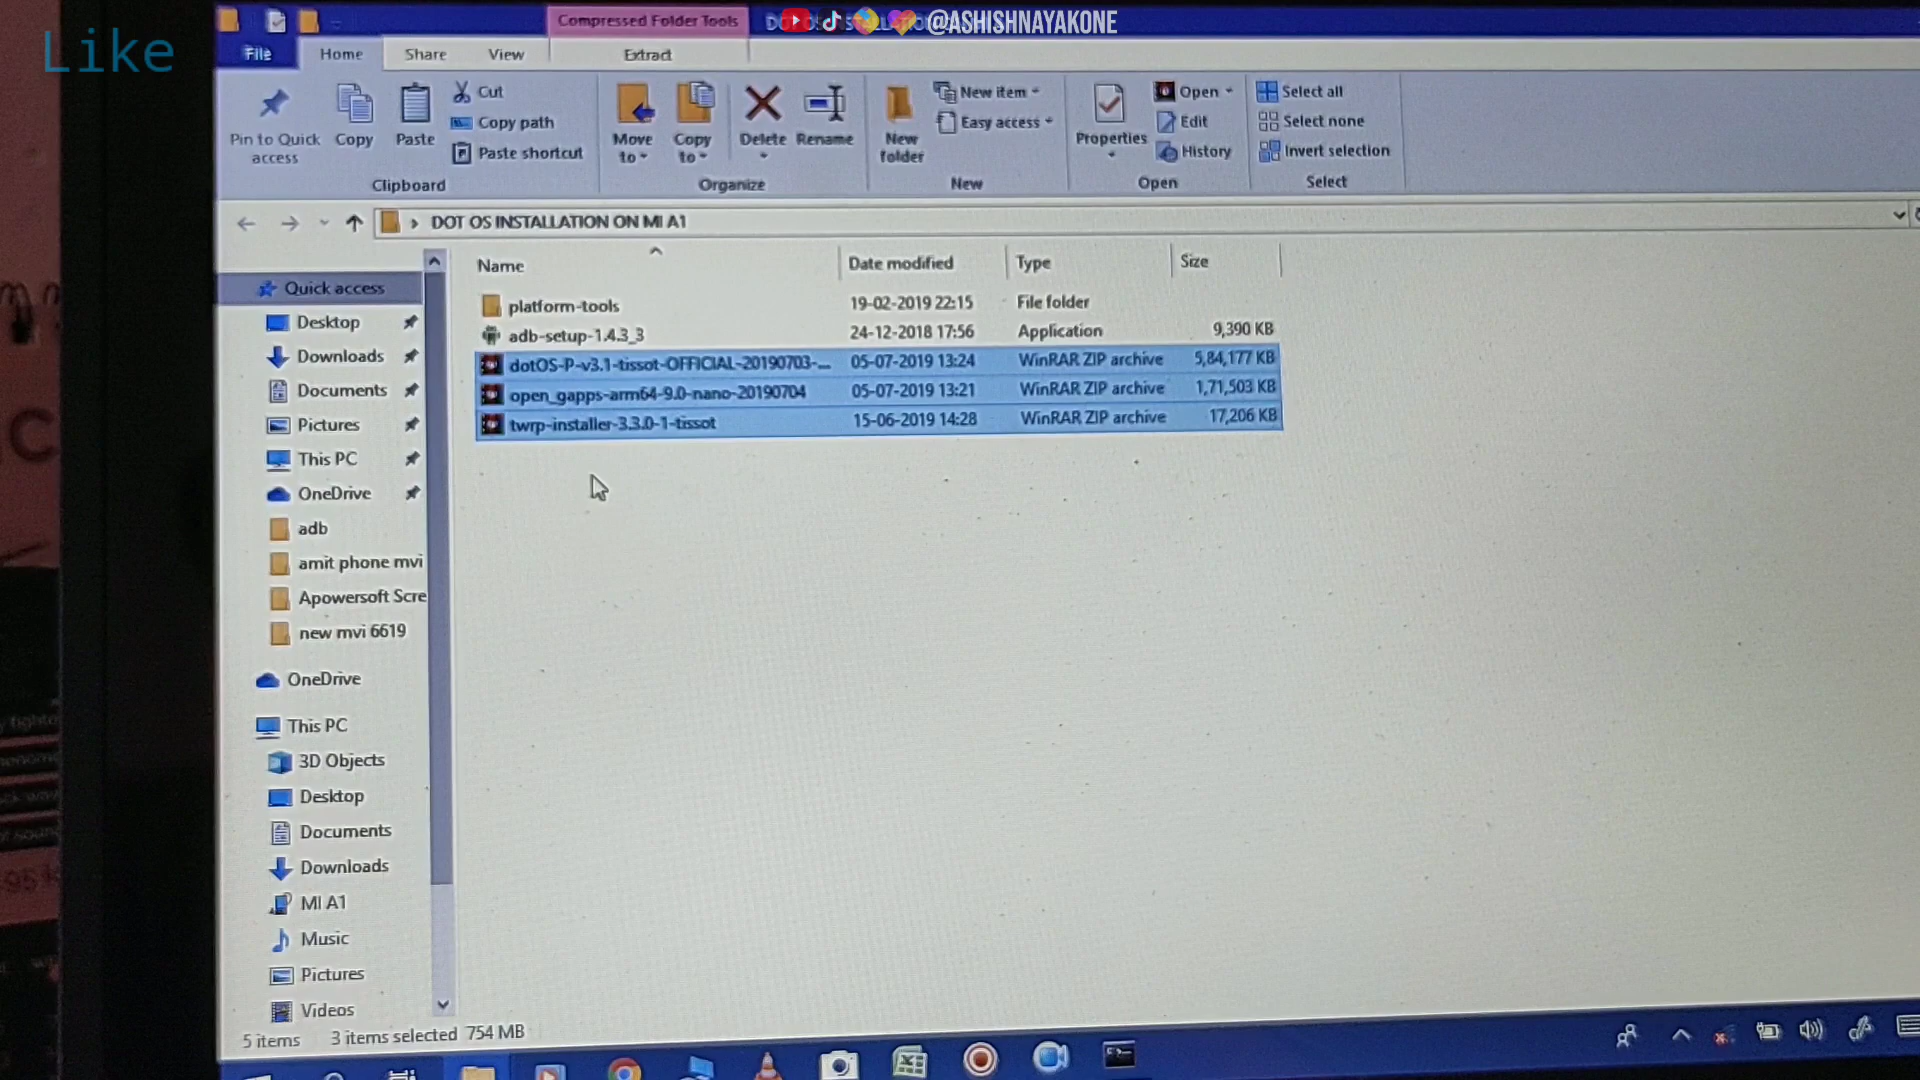 Like
Compressed Folder Tools
@ASHISHNAYAKONE
File
Home
Share
View
Extract
Pin to Quick access
Copy
Paste
Cut
Copy path
Paste shortcut
Clipboard
Move to
Copy to
Delete
Rename
Organize
New folder
New item
Easy access
New
Properties
Open
Edit
History
Open
Select all
Select none
Invert selection
Select
DOT OS INSTALLATION ON MI A1
Name
Date modified
Type
Size
platform-tools 19-02-2019 22:15 File folder
adb-setup-1.4.3_3 24-12-2018 17:56 Application 9,390 KB
dotOS-P-v3.1-tissot-OFFICIAL-20190703-... 05-07-2019 13:24 WinRAR ZIP archive 5,84,177 KB
open_gapps-arm64-9.0-nano-20190704 05-07-2019 13:21 WinRAR ZIP archive 1,71,503 KB
twrp-installer-3.3.0-1-tissot 15-06-2019 14:28 WinRAR ZIP archive 17,206 KB
Quick access
Desktop
Downloads
Documents
Pictures
This PC
OneDrive
adb
amit phone mvi
Apowersoft Scre
new mvi 6619
OneDrive
This PC
3D Objects
Desktop
Documents
Downloads
MI A1
Music
Pictures
Videos
5 items 3 items selected 754 MB